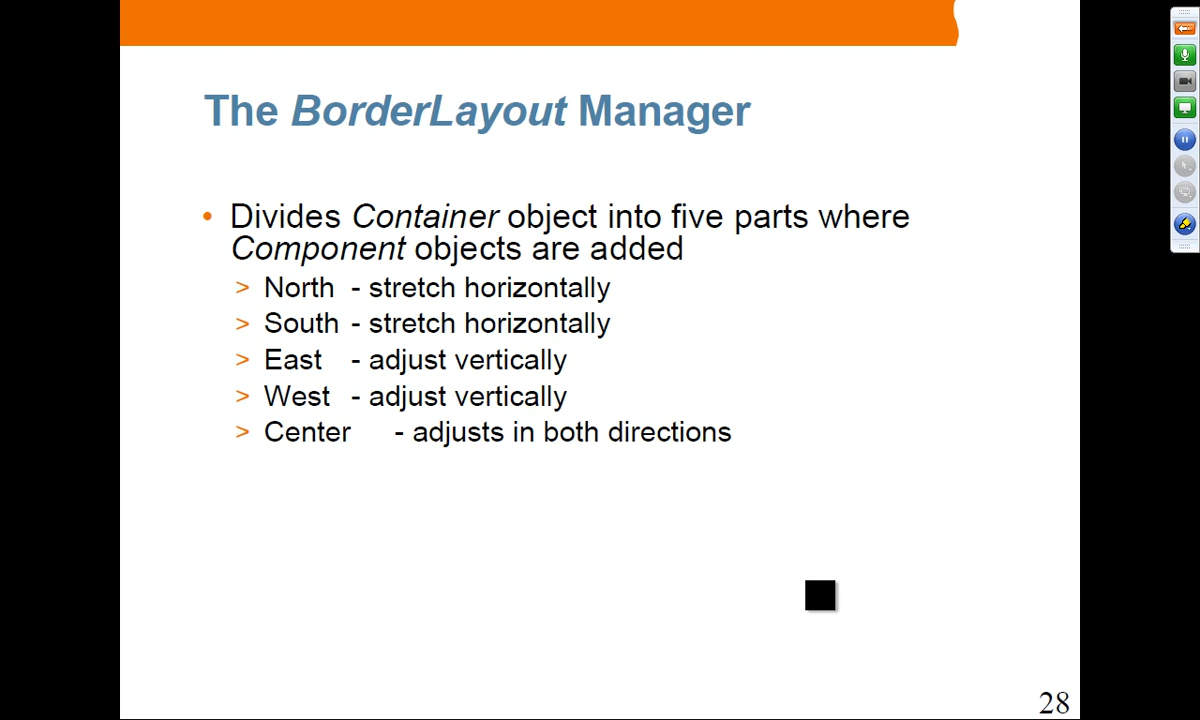 The BorderLayout Manager
• Divides Container object into five parts where
Component objects are added
> North - stretch horizontally
> South - stretch horizontally
> East - adjust vertically
> West - adjust vertically
> Center - adjusts in both directions
28